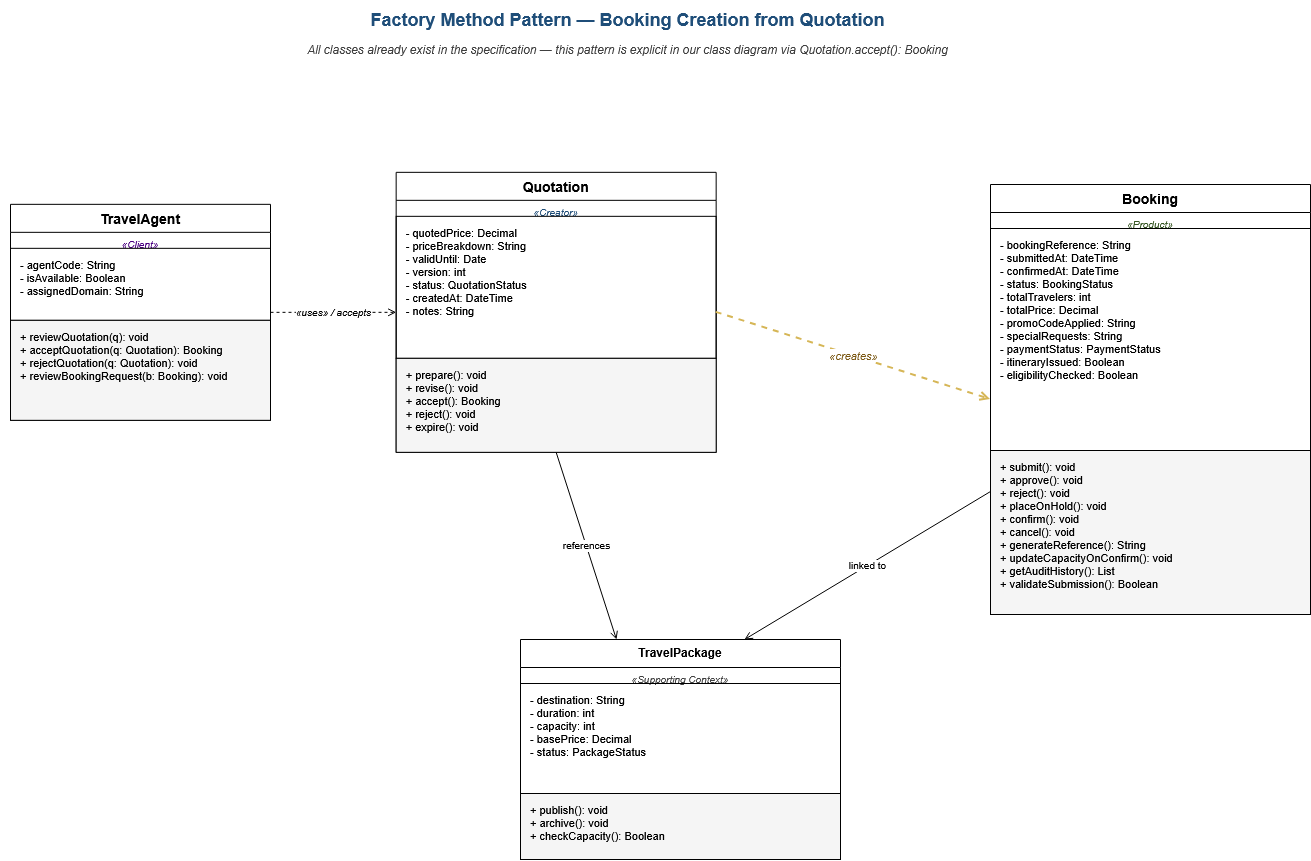 Factory Method Pattern — Booking Creation from Quotation
All classes already exist in the specification — this pattern is explicit in our class diagram via Quotation.accept(): Booking
TravelAgent
«Client»
- agentCode: String
- isAvailable: Boolean
- assignedDomain: String
+ reviewQuotation(q): void
+ acceptQuotation(q: Quotation): Booking
+ rejectQuotation(q: Quotation): void
+ reviewBookingRequest(b: Booking): void
«uses» / accepts
Quotation
«Creator»
- quotedPrice: Decimal
- priceBreakdown: String
- validUntil: Date
- version: int
- status: QuotationStatus
- createdAt: DateTime
- notes: String
+ prepare(): void
+ revise(): void
+ accept(): Booking
+ reject(): void
+ expire(): void
«creates»
Booking
«Product»
- bookingReference: String
- submittedAt: DateTime
- confirmedAt: DateTime
- status: BookingStatus
- totalTravelers: int
- totalPrice: Decimal
- promoCodeApplied: String
- specialRequests: String
- paymentStatus: PaymentStatus
- itineraryIssued: Boolean
- eligibilityChecked: Boolean
+ submit(): void
+ approve(): void
+ reject(): void
+ placeOnHold(): void
+ confirm(): void
+ cancel(): void
+ generateReference(): String
+ updateCapacityOnConfirm(): void
+ getAuditHistory(): List
+ validateSubmission(): Boolean
references
linked to
TravelPackage
«Supporting Context»
- destination: String
- duration: int
- capacity: int
- basePrice: Decimal
- status: PackageStatus
+ publish(): void
+ archive(): void
+ checkCapacity(): Boolean